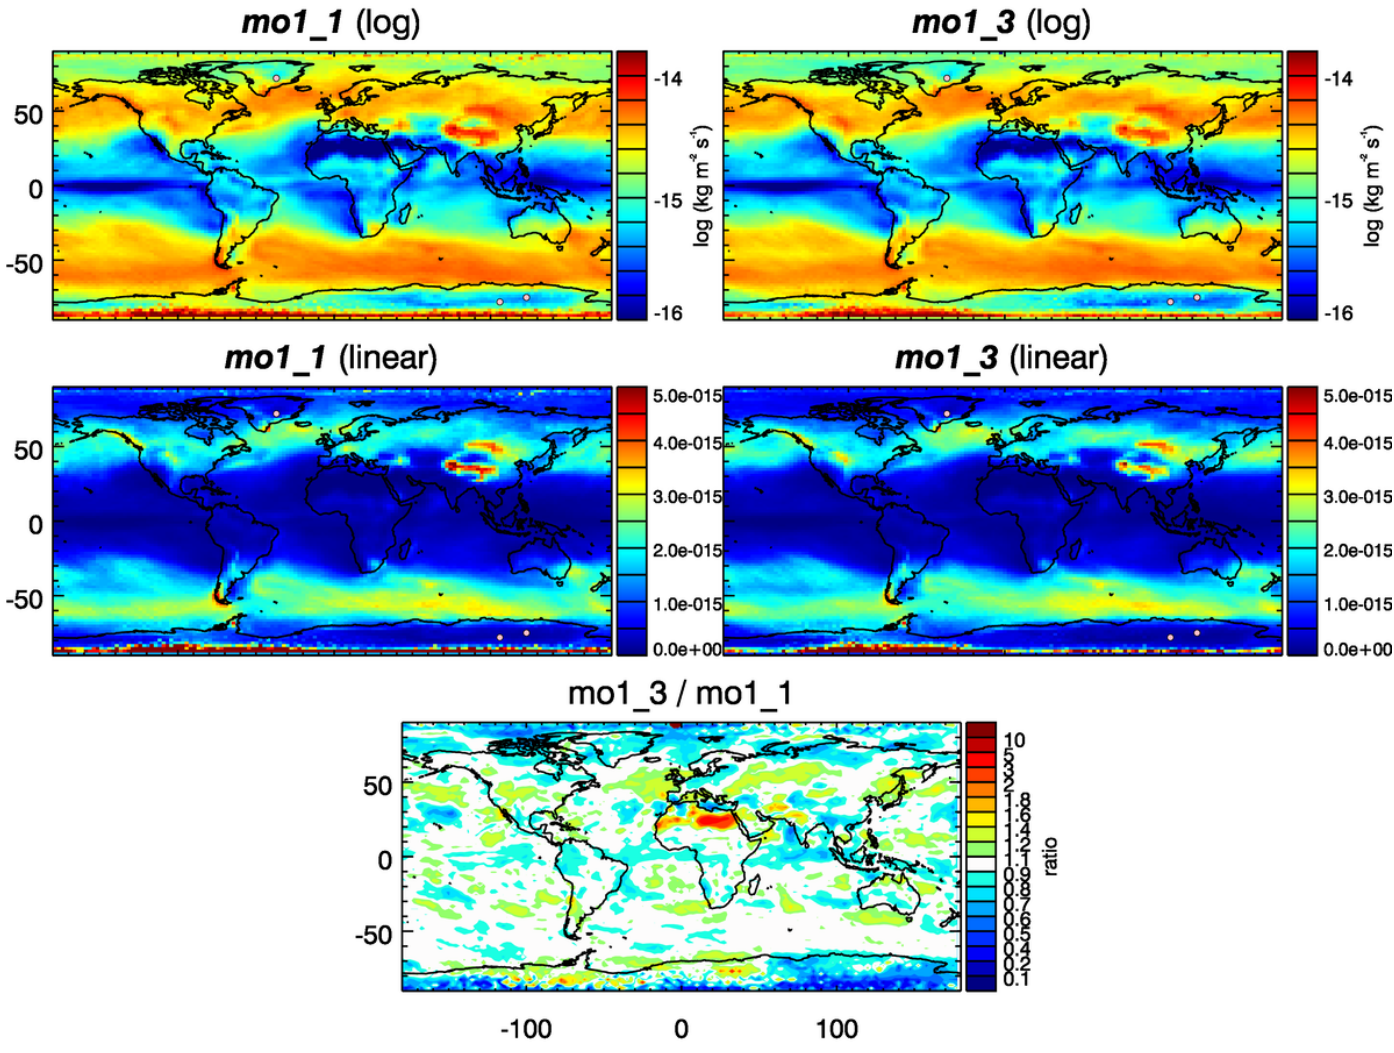 mo1_1 (log)
mo1_3 (log)
50
0
-50
-14
-15
-16
log (kg m⁻² s⁻¹)
-14
-15
-16
log (kg m⁻² s⁻¹)
mo1_1 (linear)
mo1_3 (linear)
50
0
-50
5.0e-015
4.0e-015
3.0e-015
2.0e-015
1.0e-015
0.0e+00
5.0e-015
4.0e-015
3.0e-015
2.0e-015
1.0e-015
0.0e+00
mo1_3 / mo1_1
50
0
-50
10
5
3
2
1.8
1.6
1.4
1.2
1.1
0.9
0.8
0.7
0.6
0.5
0.4
0.2
0.1
ratio
-100
0
100